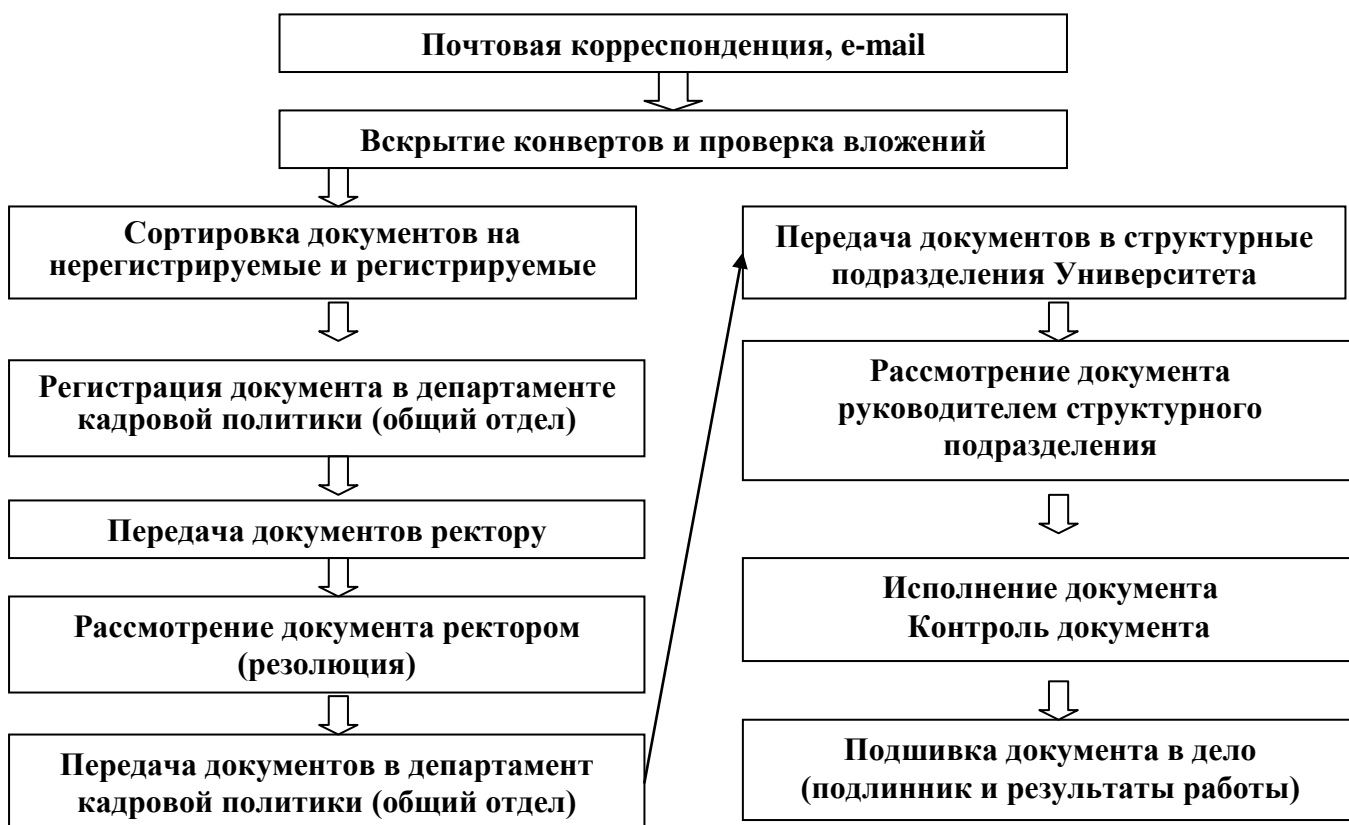 Почтовая корреспонденция, e-mail
Вскрытие конвертов и проверка вложений
Сортировка документов на
нерегистрируемые и регистрируемые
Регистрация документа в департаменте
кадровой политики (общий отдел)
Передача документов ректору
Рассмотрение документа ректором
(резолюция)
Передача документов в департамент
кадровой политики (общий отдел)
Передача документов в структурные
подразделения Университета
Рассмотрение документа
руководителем структурного
подразделения
Исполнение документа
Контроль документа
Подшивка документа в дело
(подлинник и результаты работы)